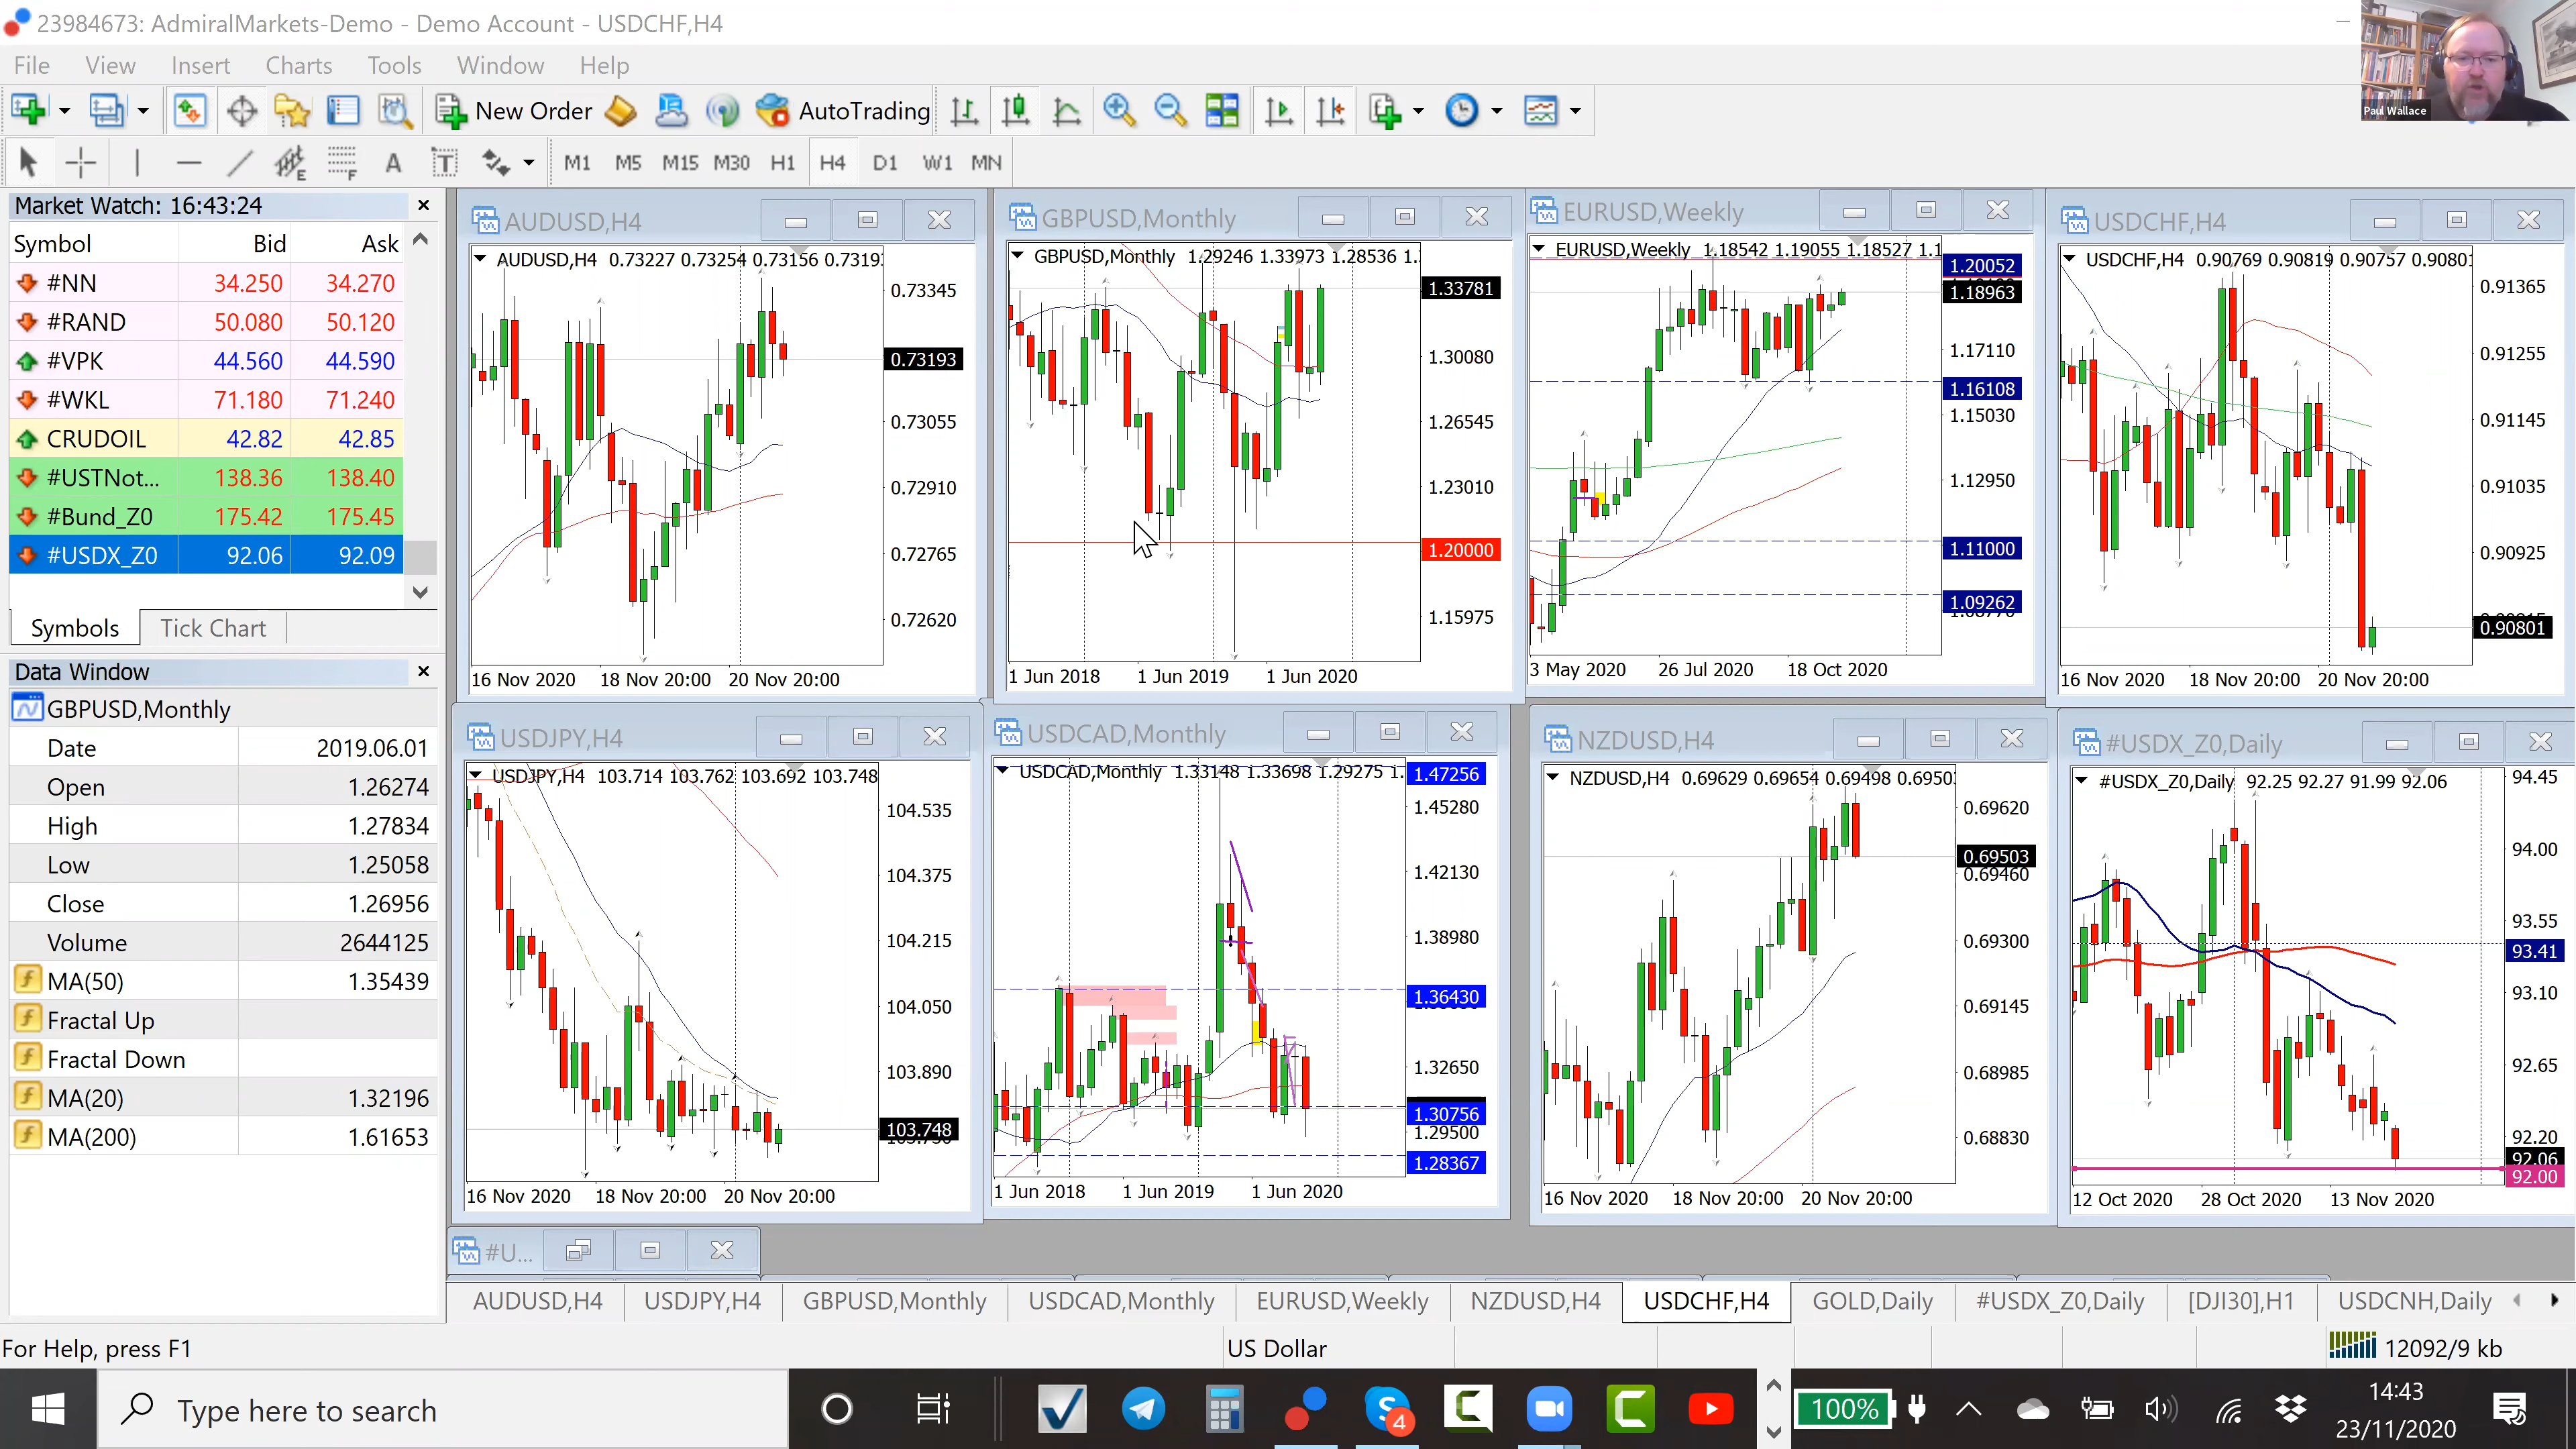 23984673: AdmiralMarkets-Demo - Demo Account - USDCHF,H4
File View Insert Charts Tools Window Help
New Order AutoTrading
Paul Wallace
E F A T M1 M5 M15 M30 H1 H4 D1 W1 MN
Market Watch: 16:43:24
Symbol Bid Ask
#NN 34.250 34.270
#RAND 50.080 50.120
#VPK 44.560 44.590
#WKL 71.180 71.240
CRUDOIL 42.82 42.85
#USTNot... 138.36 138.40
#Bund_Z0 175.42 175.45
#USDX_Z0 92.06 92.09
Symbols Tick Chart
Data Window
GBPUSD,Monthly
Date 2019.06.01
Open 1.26274
High 1.27834
Low 1.25058
Close 1.26956
Volume 2644125
MA(50) 1.35439
Fractal Up
Fractal Down
MA(20) 1.32196
MA(200) 1.61653
AUDUSD,H4
AUDUSD,H4 0.73227 0.73254 0.73156 0.7319
0.73345
0.73193
0.73055
0.72910
0.72765
0.72620
16 Nov 2020 18 Nov 20:00 20 Nov 20:00
GBPUSD,Monthly
GBPUSD,Monthly 1.29246 1.33973 1.28536 1.
1.33781
1.30080
1.26545
1.23010
1.20000
1.15975
1 Jun 2018 1 Jun 2019 1 Jun 2020
EURUSD,Weekly
EURUSD,Weekly 1.18542 1.19055 1.18527 1.1
1.20052
1.18963
1.17110
1.16108
1.15030
1.12950
1.11000
1.09262
3 May 2020 26 Jul 2020 18 Oct 2020
USDCHF,H4
USDCHF,H4 0.90769 0.90819 0.90757 0.90801
0.91365
0.91255
0.91145
0.91035
0.90925
0.90801
16 Nov 2020 18 Nov 20:00 20 Nov 20:00
USDJPY,H4
USDJPY,H4 103.714 103.762 103.692 103.748
104.535
104.375
104.215
104.050
103.890
103.748
16 Nov 2020 18 Nov 20:00 20 Nov 20:00
USDCAD,Monthly
USDCAD,Monthly 1.33148 1.33698 1.29275 1.
1.47256
1.45280
1.42130
1.38980
1.36430
1.32650
1.30756
1.29500
1.28367
1 Jun 2018 1 Jun 2019 1 Jun 2020
NZDUSD,H4
NZDUSD,H4 0.69629 0.69654 0.69498 0.6950
0.69620
0.69503
0.69460
0.69300
0.69145
0.68985
0.68830
16 Nov 2020 18 Nov 20:00 20 Nov 20:00
#USDX_Z0,Daily
#USDX_Z0,Daily 92.25 92.27 91.99 92.06
94.45
94.00
93.55
93.41
93.10
92.65
92.20
92.06
92.00
12 Oct 2020 28 Oct 2020 13 Nov 2020
#U...
AUDUSD,H4 USDJPY,H4 GBPUSD,Monthly USDCAD,Monthly EURUSD,Weekly NZDUSD,H4 USDCHF,H4 GOLD,Daily #USDX_Z0,Daily [DJI30],H1 USDCNH,Daily
For Help, press F1 US Dollar 12092/9 kb
Type here to search
4
100%
14:43
23/11/2020